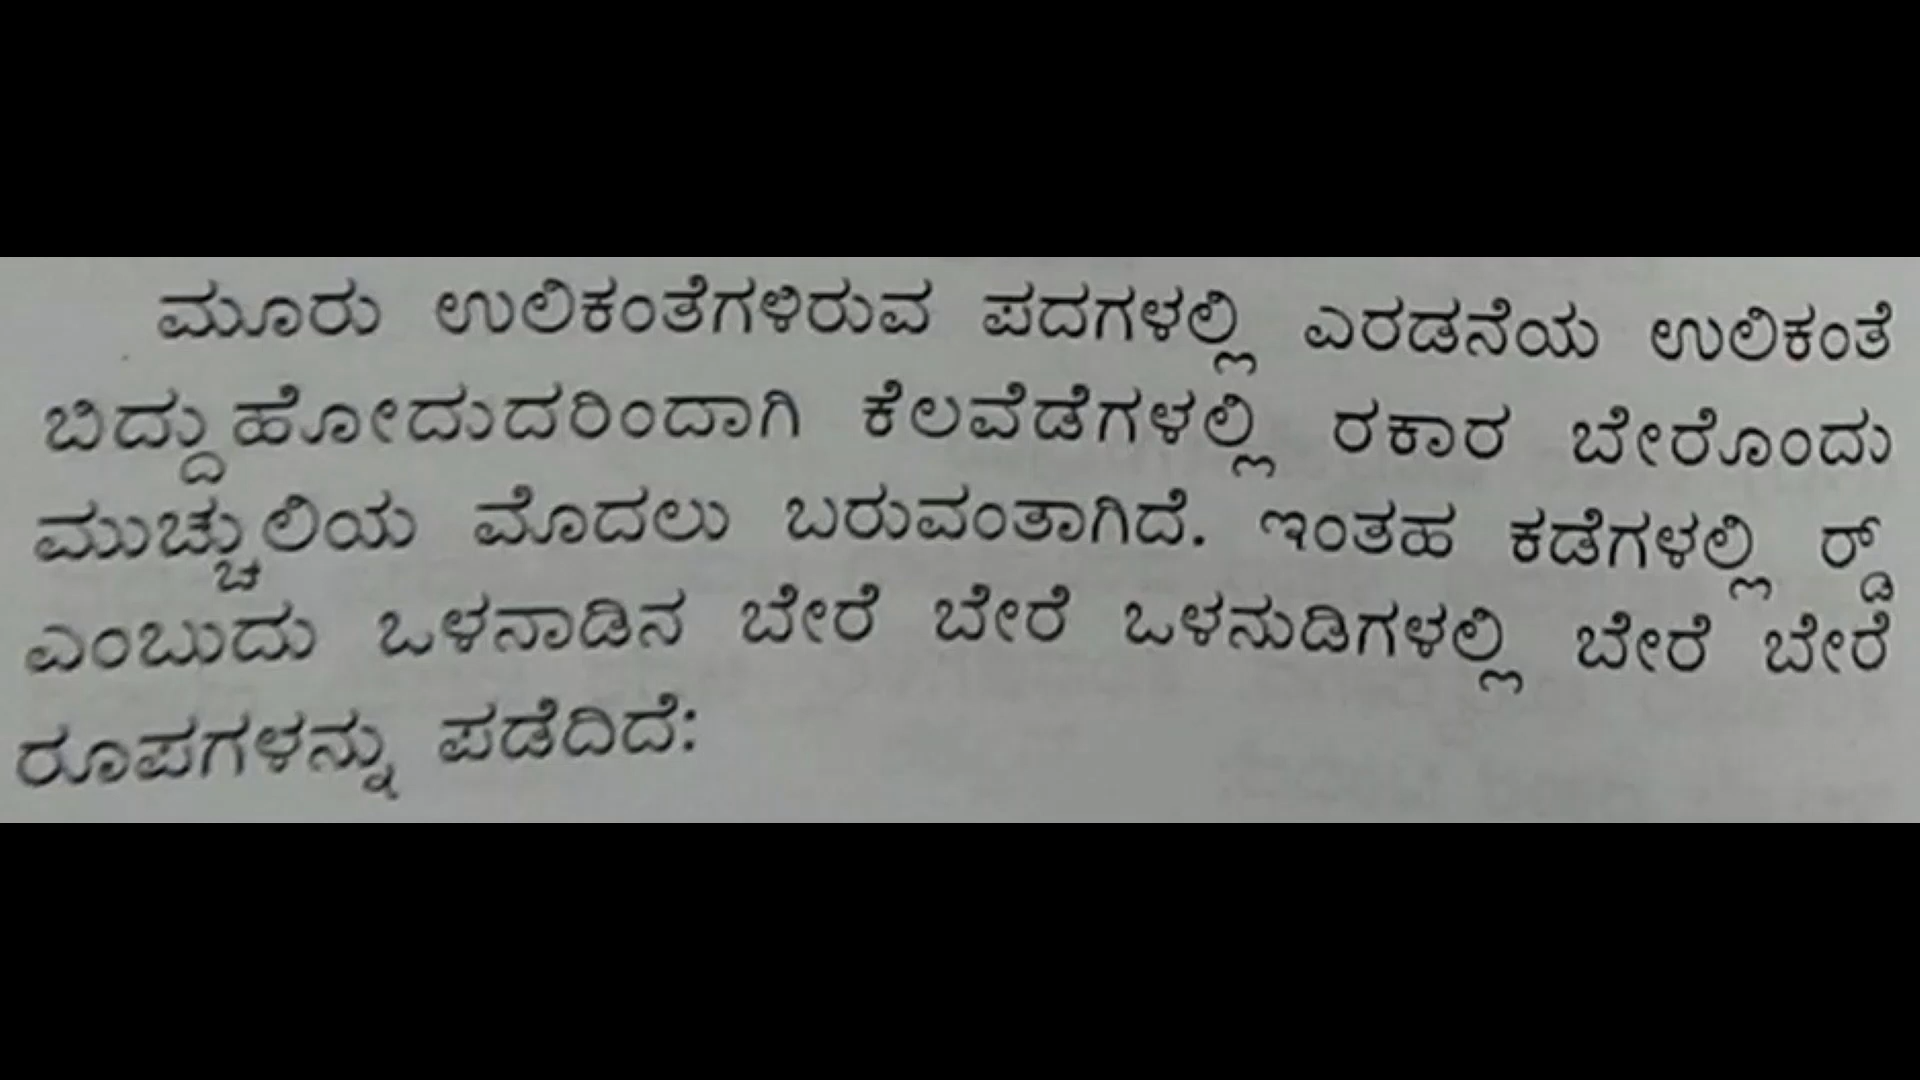 ಮೂರು ಉಲಿಕಂತೆಗಳಿರುವ ಪದಗಳಲ್ಲಿ ಎರಡನೆಯ ಉಲಿಕಂತೆ
ಬಿದ್ದುಹೋದುದರಿಂದಾಗಿ ಕೆಲವೆಡೆಗಳಲ್ಲಿ ರಕಾರ ಬೇರೊಂದು
ಮುಚ್ಚುಲಿಯ ಮೊದಲು ಬರುವಂತಾಗಿದೆ. ಇಂತಹ ಕಡೆಗಳಲ್ಲಿ ರ‍್ಡ್
ಎಂಬುದು ಒಳನಾಡಿನ ಬೇರೆ ಬೇರೆ ಒಳನುಡಿಗಳಲ್ಲಿ ಬೇರೆ ಬೇರೆ
ರೂಪಗಳನ್ನು ಪಡೆದಿದೆ: